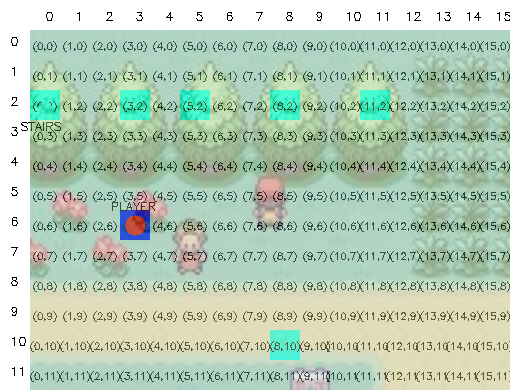 0 1 2 3 4 5 6 7 8 9 10 11 12 13 14 15
0 (0,0) (1,0) (2,0) (3,0) (4,0) (5,0) (6,0) (7,0) (8,0) (9,0) (10,0) (11,0) (12,0) (13,0) (14,0) (15,0)
1 (0,1) (1,1) (2,1) (3,1) (4,1) (5,1) (6,1) (7,1) (8,1) (9,1) (10,1) (11,1) (12,1) (13,1) (14,1) (15,1)
2 (1,2) (2,2) (3,2) (4,2) (5,2) (6,2) (7,2) (8,2) (9,2) (10,2) (11,2) (12,2) (13,2) (14,2) (15,2)
STAIRS
3 (0,3) (1,3) (2,3) (3,3) (4,3) (5,3) (6,3) (7,3) (8,3) (9,3) (10,3) (11,3) (12,3) (13,3) (14,3) (15,3)
4 (0,4) (1,4) (2,4) (3,4) (4,4) (5,4) (6,4) (7,4) (8,4) (9,4) (10,4) (11,4) (12,4) (13,4) (14,4) (15,4)
5 (0,5) (1,5) (2,5) (3,5) (4,5) (5,5) (6,5) (7,5) (8,5) (9,5) (10,5) (11,5) (12,5) (13,5) (14,5) (15,5)
PLAYER
6 (0,6) (1,6) (2,6) (4,6) (5,6) (6,6) (7,6) (8,6) (9,6) (10,6) (11,6) (12,6) (13,6) (14,6) (15,6)
7 (0,7) (1,7) (2,7) (3,7) (4,7) (5,7) (6,7) (7,7) (8,7) (9,7) (10,7) (11,7) (12,7) (13,7) (14,7) (15,7)
8 (0,8) (1,8) (2,8) (3,8) (4,8) (5,8) (6,8) (7,8) (8,8) (9,8) (10,8) (11,8) (12,8) (13,8) (14,8) (15,8)
9 (0,9) (1,9) (2,9) (3,9) (4,9) (5,9) (6,9) (7,9) (8,9) (9,9) (10,9) (11,9) (12,9) (13,9) (14,9) (15,9)
10 (0,10) (1,10) (2,10) (3,10) (4,10) (5,10) (6,10) (7,10) (8,10) (9,10) (10,10) (11,10) (12,10) (13,10) (14,10) (15,10)
11 (0,11) (1,11) (2,11) (3,11) (4,11) (5,11) (6,11) (7,11) (8,11) (9,11) (10,11) (11,11) (12,11) (13,11) (14,11) (15,11)